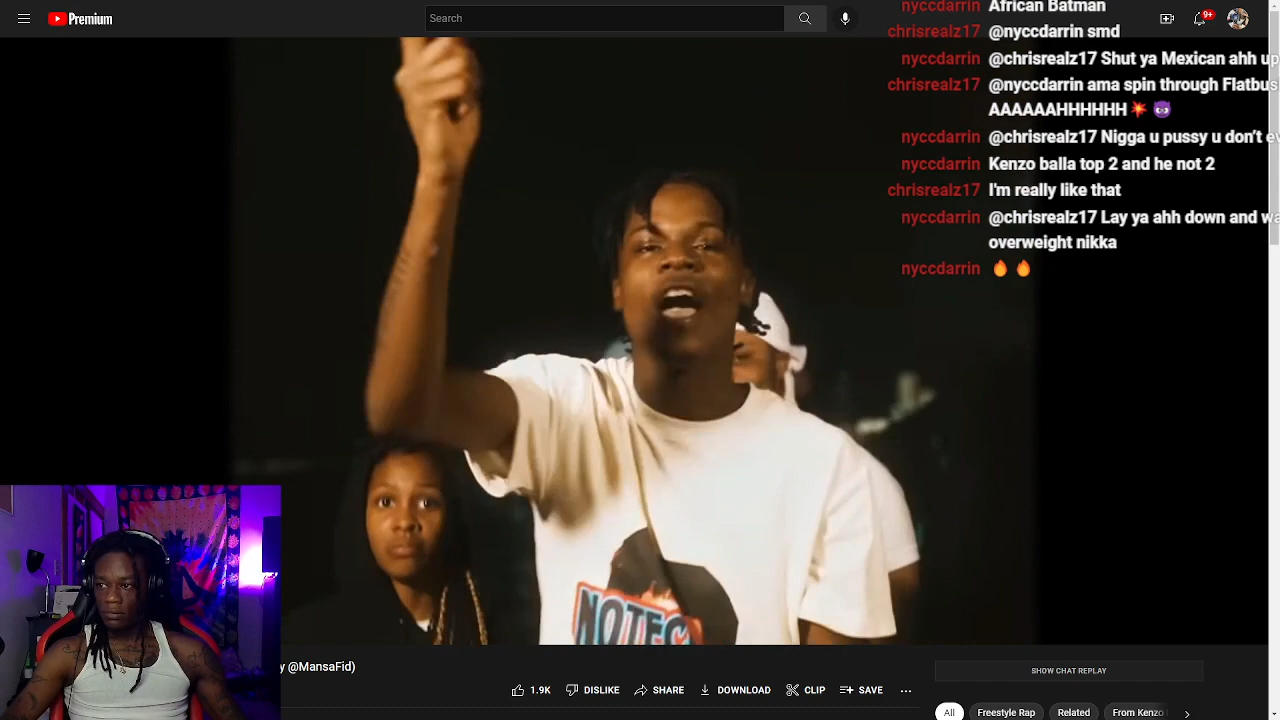 Premium
Search
9+
nyccdarrin African Batman
chrisrealz17 @nyccdarrin smd
nyccdarrin @chrisrealz17 Shut ya Mexican ahh up
chrisrealz17 @nyccdarrin ama spin through Flatbus
AAAAAAHHHHHH💥 😈
nyccdarrin @chrisrealz17 Nigga u pussy u don't
nyccdarrin Kenzo balla top 2 and he not 2
chrisrealz17 I'm really like that
nyccdarrin @chrisrealz17 Lay ya ahh down and
overweight nikka
nyccdarrin 🔥 🔥
y @MansaFid)
SHOW CHAT REPLAY
1.9K DISLIKE SHARE DOWNLOAD CLIP SAVE ...
All Freestyle Rap Related From Kenzo